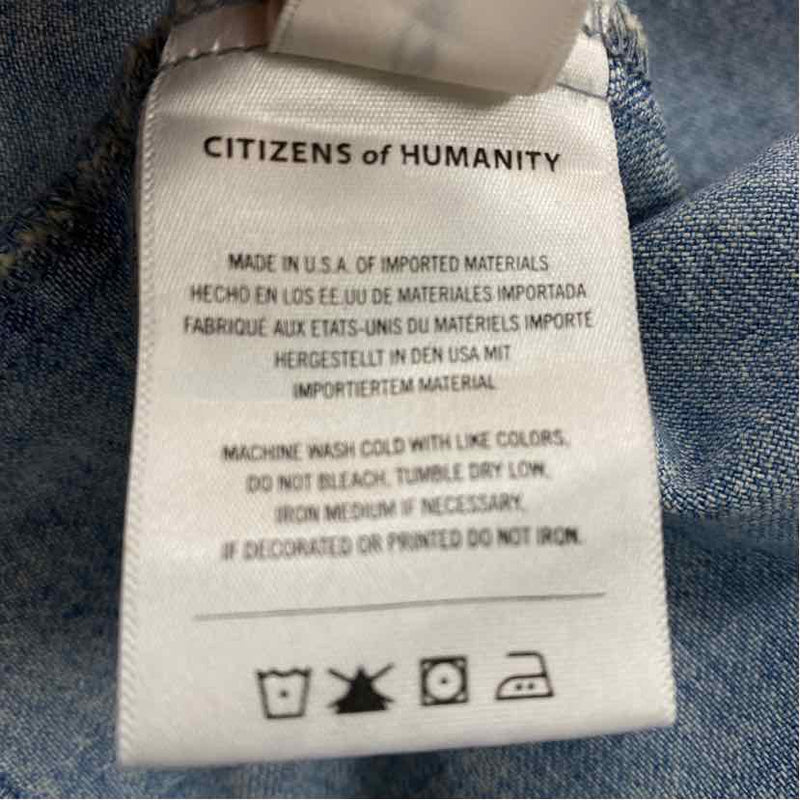 CITIZENS of HUMANITY
MADE IN U.S.A. OF IMPORTED MATERIALS
HECHO EN LOS EE.UU DE MATERIALES IMPORTADA
FABRIQUÉ AUX ETATS-UNIS DU MATÉRIELS IMPORTÉ
HERGESTELLT IN DEN USA MIT
IMPORTIERTEM MATERIAL
MACHINE WASH COLD WITH LIKE COLORS,
DO NOT BLEACH, TUMBLE DRY LOW,
IRON MEDIUM IF NECESSARY,
IF DECORATED OR PRINTED DO NOT IRON.